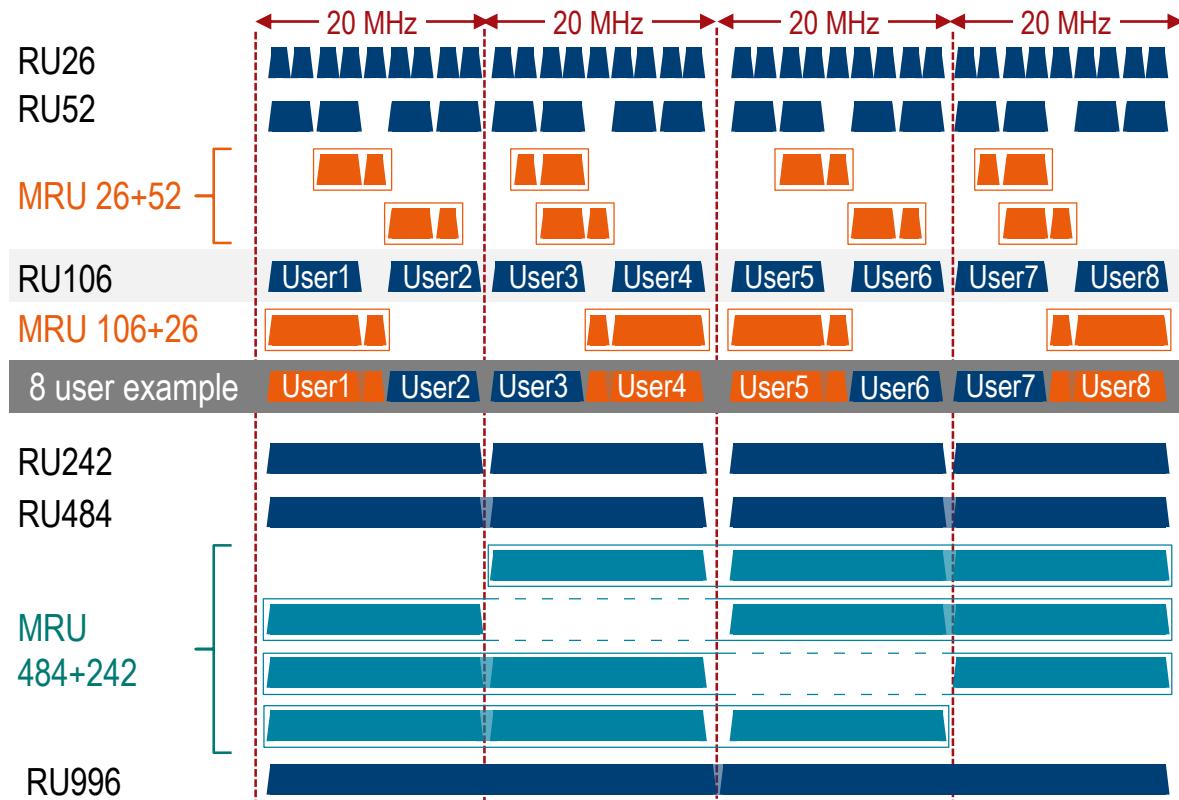 20 MHz 20 MHz 20 MHz 20 MHz
RU26
RU52
MRU 26+52
RU106 User1 User2 User3 User4 User5 User6 User7 User8
MRU 106+26
8 user example User1 User2 User3 User4 User5 User6 User7 User8
RU242
RU484
MRU
484+242
RU996